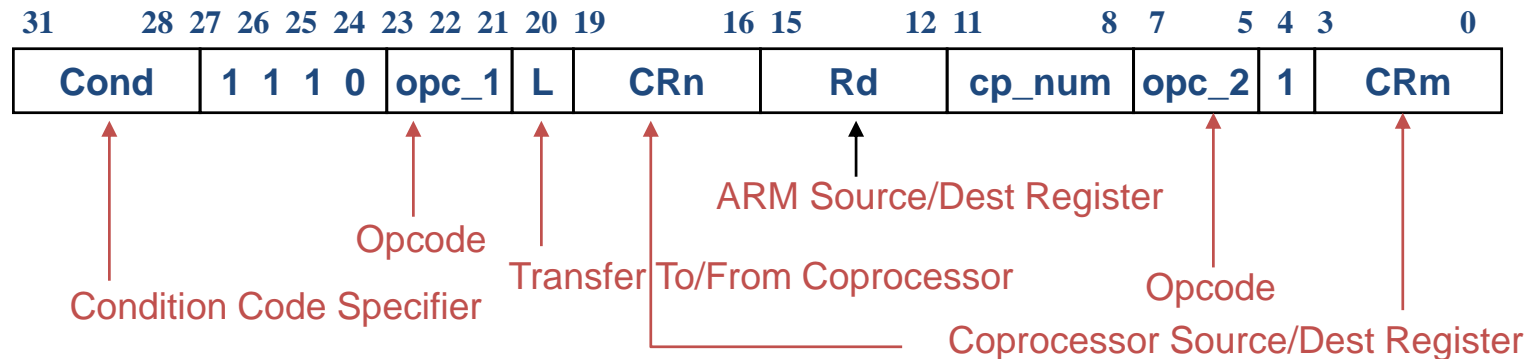 31 28 27 26 25 24 23 22 21 20 19 16 15 12 11 8 7 5 4 3 0
Cond 1 1 1 0 opc_1 L CRn Rd cp_num opc_2 1 CRm
ARM Source/Dest Register
Opcode
Transfer To/From Coprocessor
Opcode
Condition Code Specifier
Coprocessor Source/Dest Register